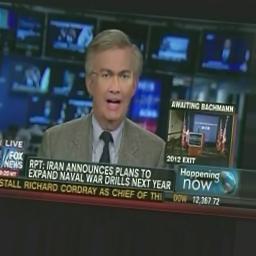 AWAITING BACHMANN
2012 EXIT
LIVE
FOX
NEWS
RPT: IRAN ANNOUNCES PLANS TO
EXPAND NAVAL WAR DRILLS NEXT YEAR
Happening
now
STALL RICHARD CORDRAY AS CHIEF OF THE
DOW 12,367.72